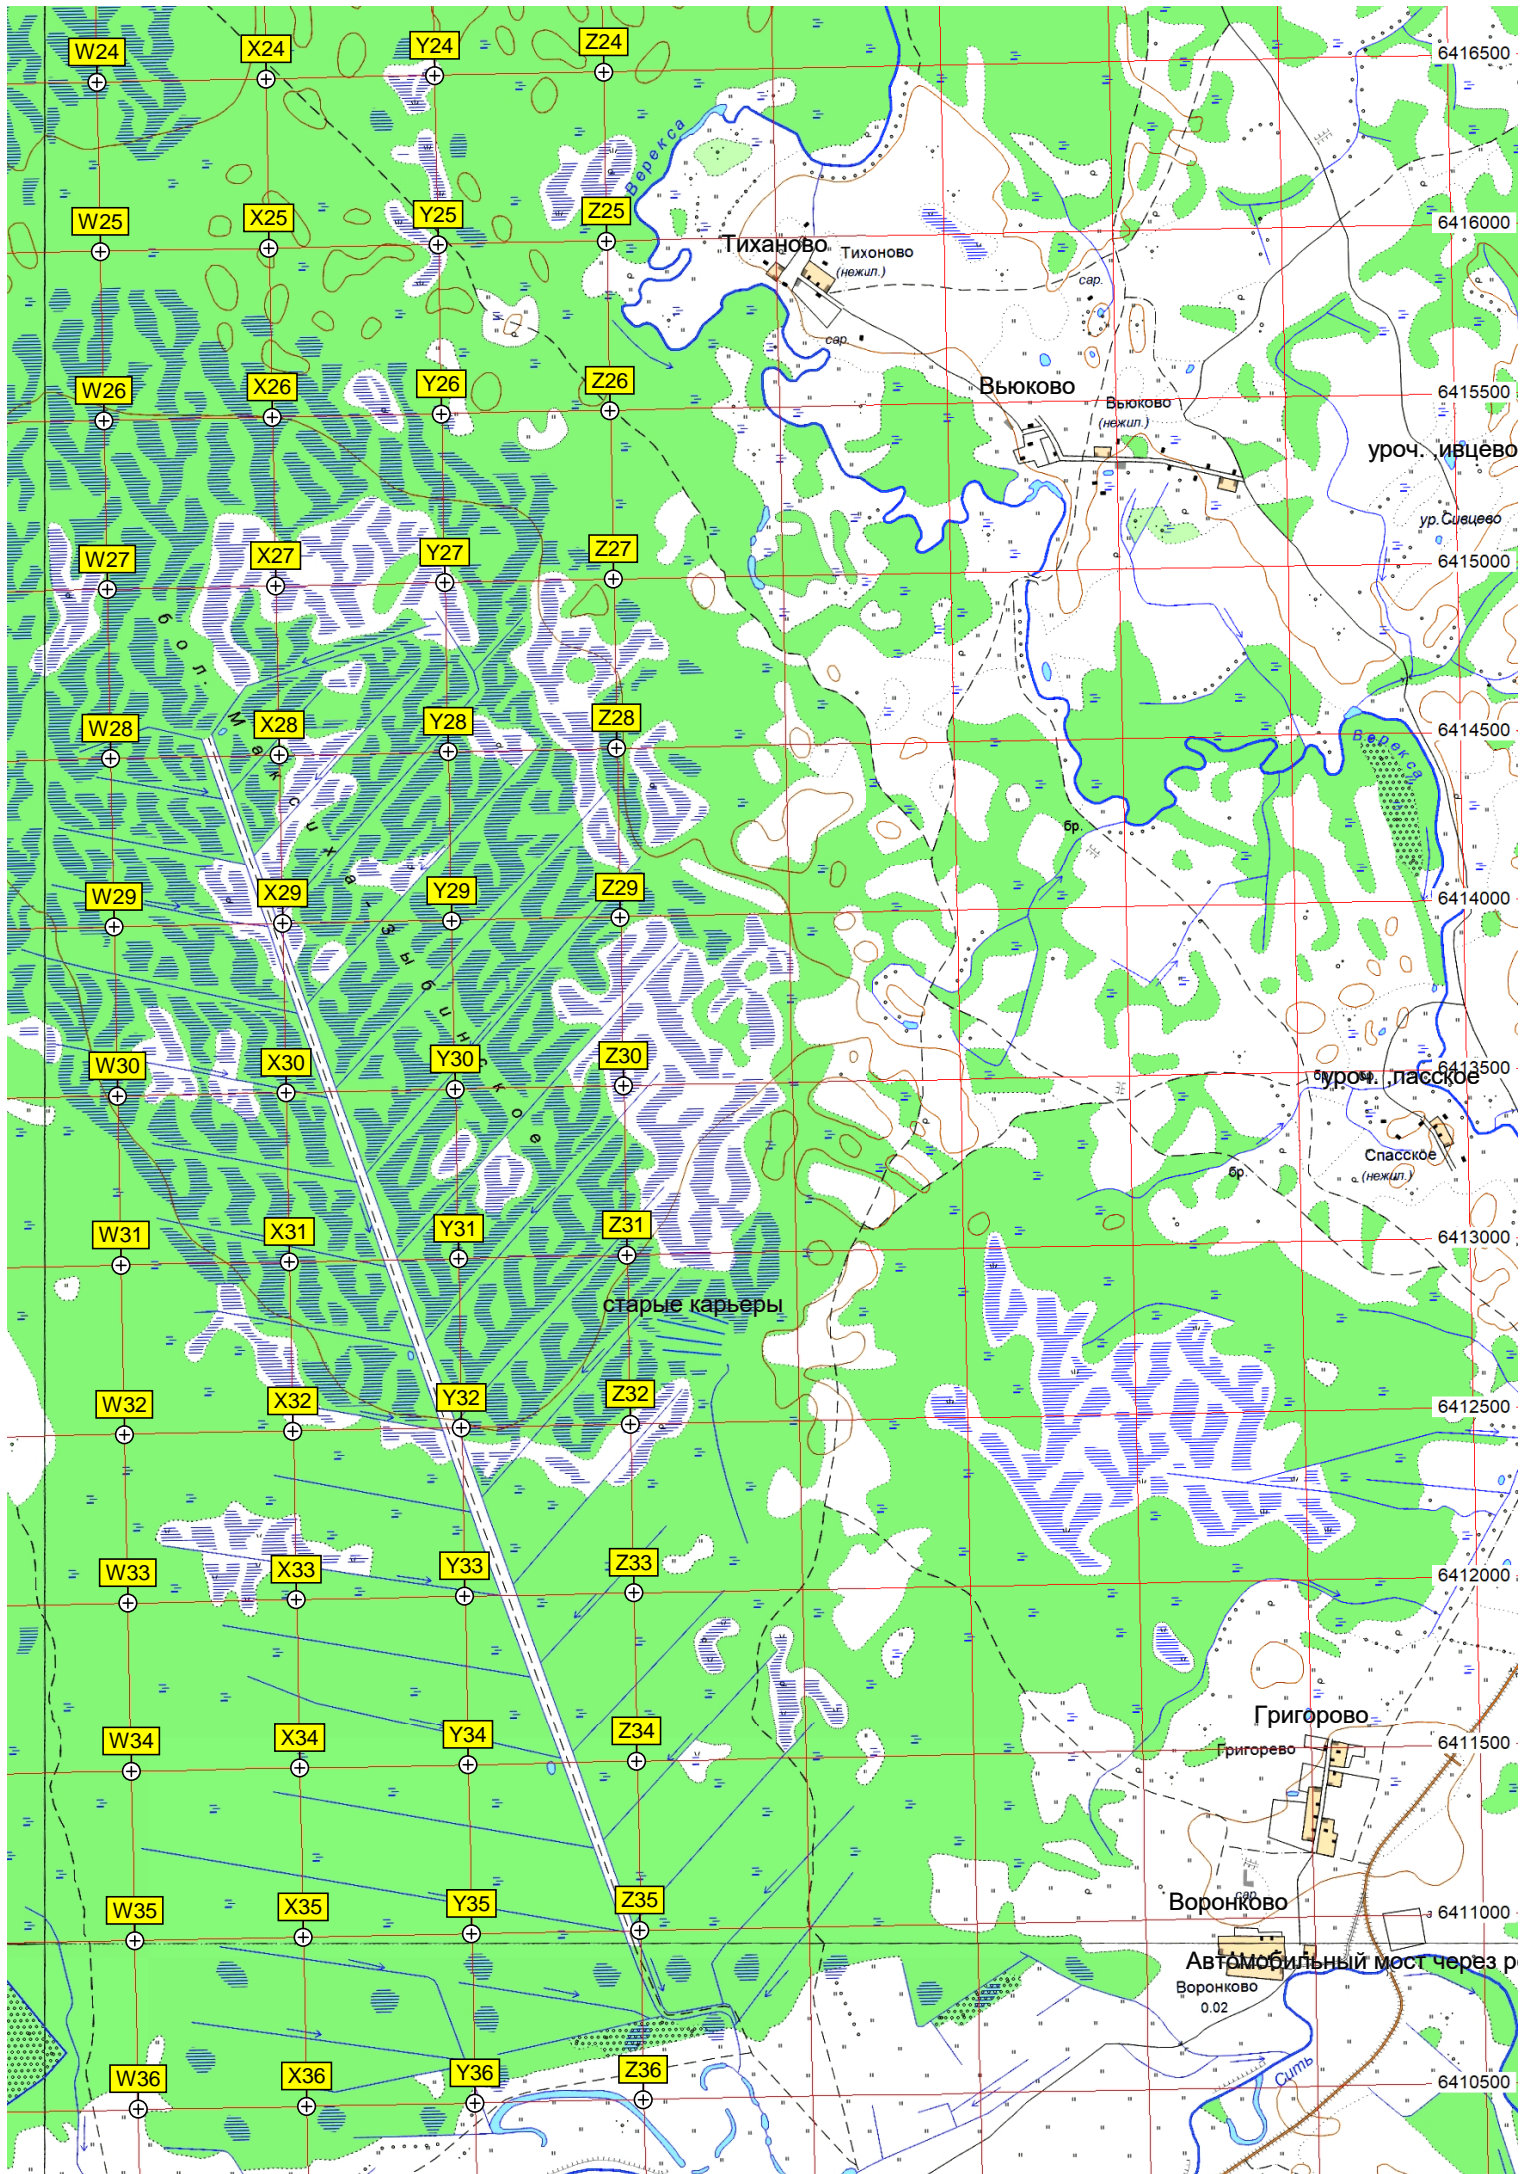 W24
X24
Y24
Z24
6416500
Верекса
W25
X25
Y25
Z25
6416000
Тиханово
Тихоново
(нежил.)
сар.
сар.
W26
X26
Y26
Z26
Вьюково
6415500
Вьюково
(нежил.)
уроч. ,ивцево
ур.Сивцево
W27
X27
Y27
Z27
6415000
бол. Максиха-Зыбинское
W28
X28
Y28
Z28
6414500
Верекса
бр.
W29
X29
Y29
Z29
6414000
W30
X30
Y30
Z30
6413500
уроч. ,пасское
бр.
Спасское
(нежил.)
W31
X31
Y31
Z31
6413000
старые карьеры
W32
X32
Y32
Z32
6412500
W33
X33
Y33
Z33
6412000
W34
X34
Y34
Z34
Григорово
Григорево
6411500
W35
X35
Y35
Z35
сар.
Воронково
6411000
Автомобильный мост через р
Воронково
0.02
Сить
W36
X36
Y36
Z36
6410500